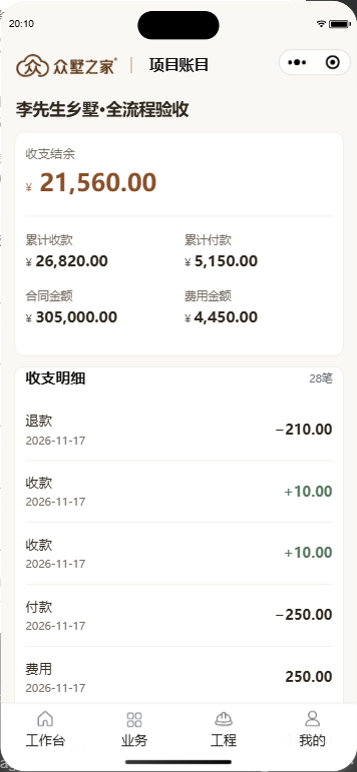 20:10
众墅之家® | 项目账目
李先生乡墅·全流程验收
收支结余
¥ 21,560.00
累计收款 累计付款
¥ 26,820.00 ¥ 5,150.00
合同金额 费用金额
¥ 305,000.00 ¥ 4,450.00
收支明细 28笔
退款
2026-11-17 −210.00
收款
2026-11-17 +10.00
收款
2026-11-17 +10.00
付款
2026-11-17 −250.00
费用
2026-11-17 250.00
工作台 业务 工程 我的